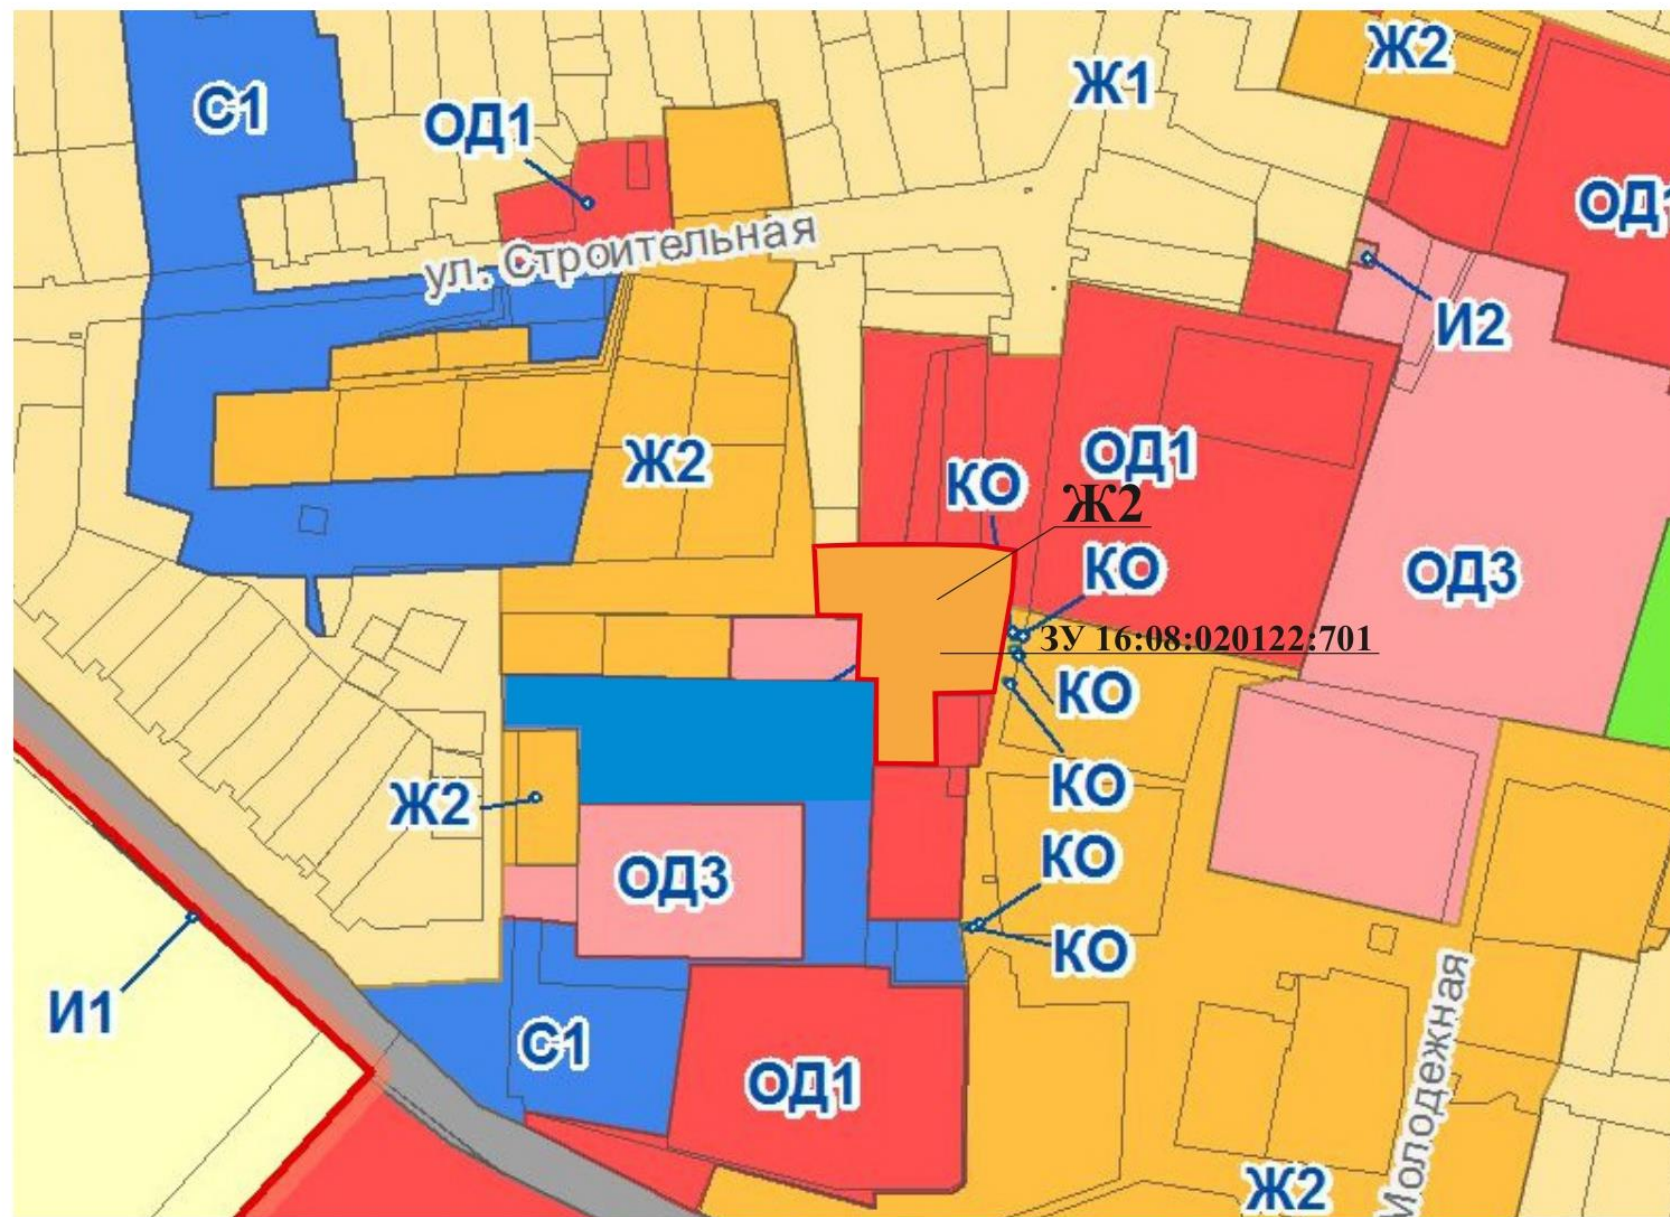 Ж2
Ж1
С1
ОД1
ОД1
ул. Строительная
И2
Ж2
ОД1
КО
Ж2
КО
ОД3
ЗУ 16:08:020122:701
КО
КО
Ж2
КО
ОД3
КО
И1
С1
ОД1
Молодежная
Ж2